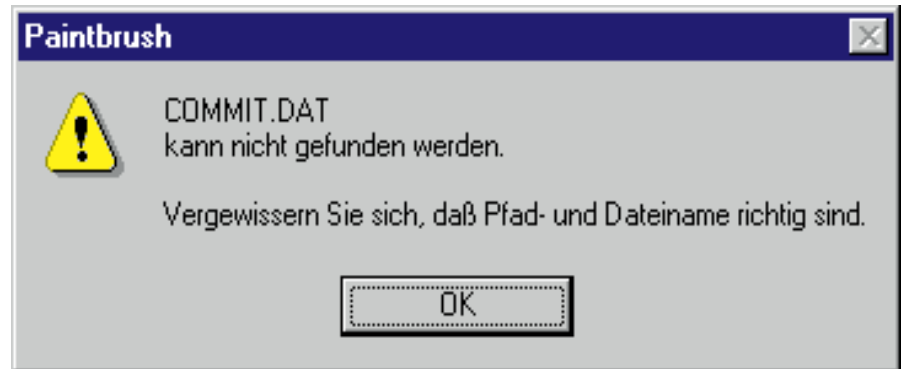 Paintbrush
COMMIT.DAT
kann nicht gefunden werden.
Vergewissern Sie sich, daß Pfad- und Dateiname richtig sind.
OK